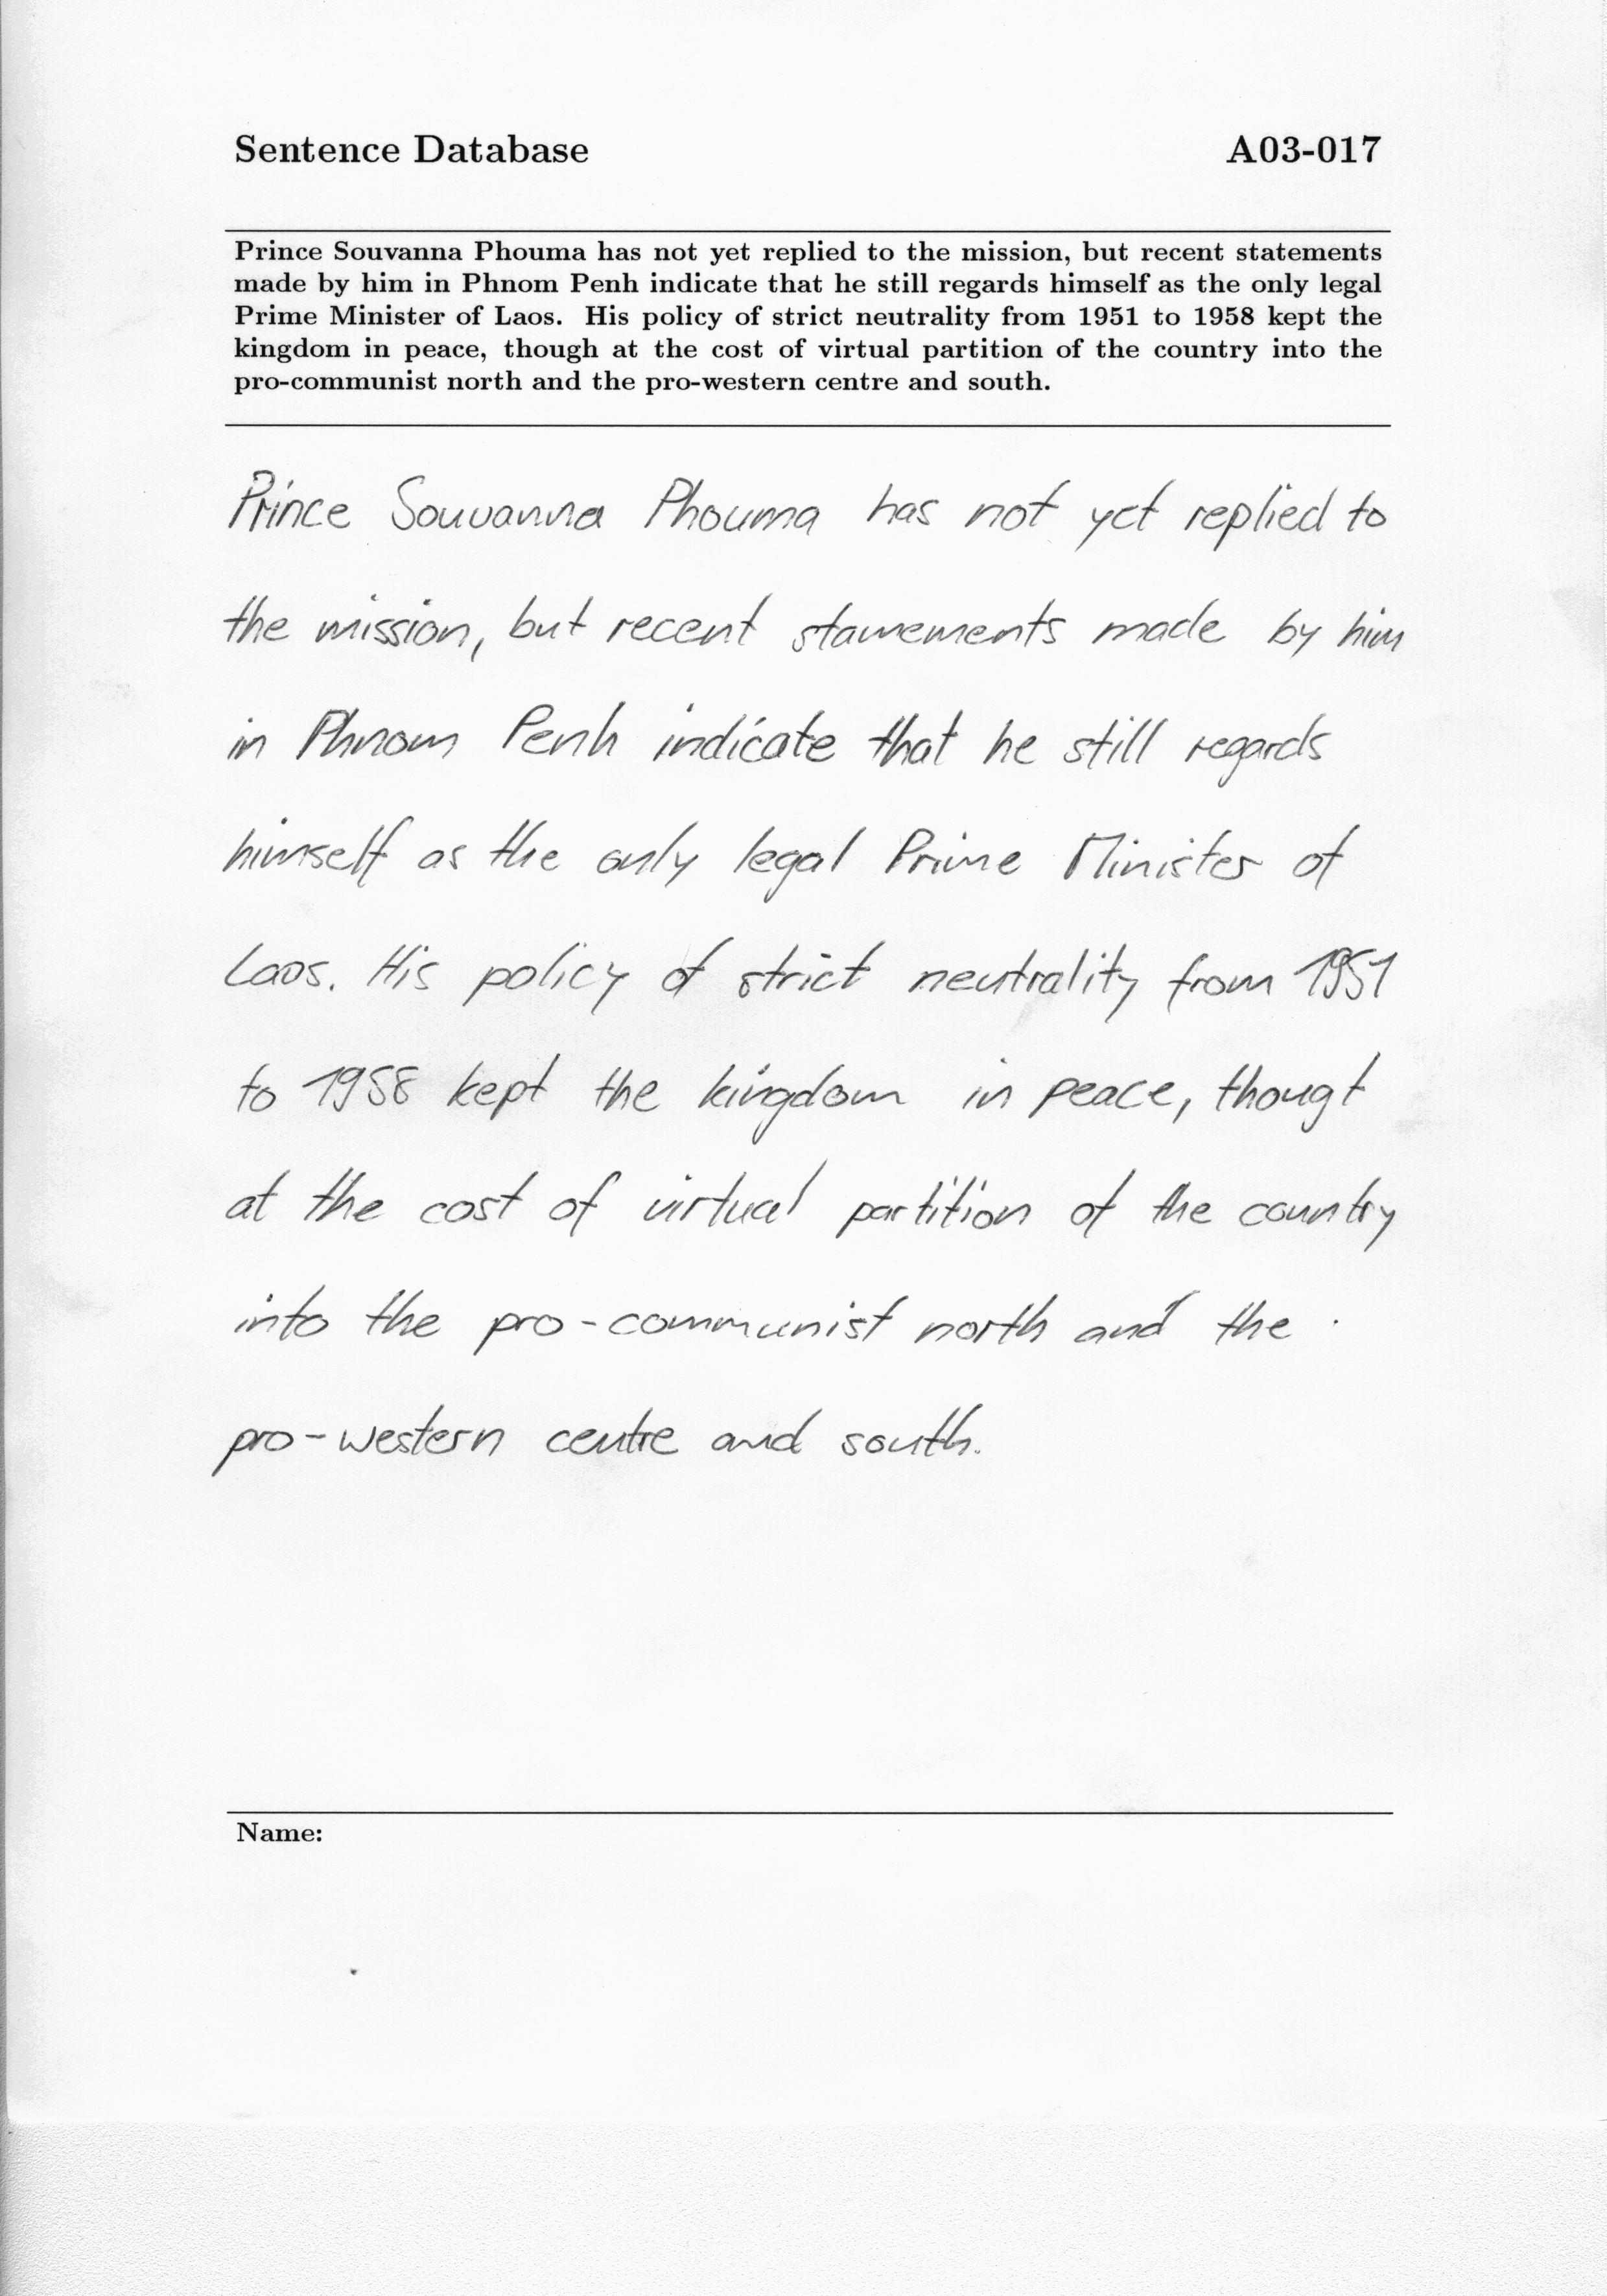 Sentence Database A03-017
Prince Souvanna Phouma has not yet replied to the mission, but recent statements
made by him in Phnom Penh indicate that he still regards himself as the only legal
Prime Minister of Laos. His policy of strict neutrality from 1951 to 1958 kept the
kingdom in peace, though at the cost of virtual partition of the country into the
pro-communist north and the pro-western centre and south.
Prince Souvanna Phouma has not yet replied to
the mission, but recent stamements made by him
in Phnom Penh indicate that he still regards
himself as the only legal Prime Minister of
Laos. His policy of strict neutrality from 1951
to 1958 kept the kingdom in peace, thougt
at the cost of virtual partition of the country
into the pro-communist north and the
pro-western centre and south.
Name: